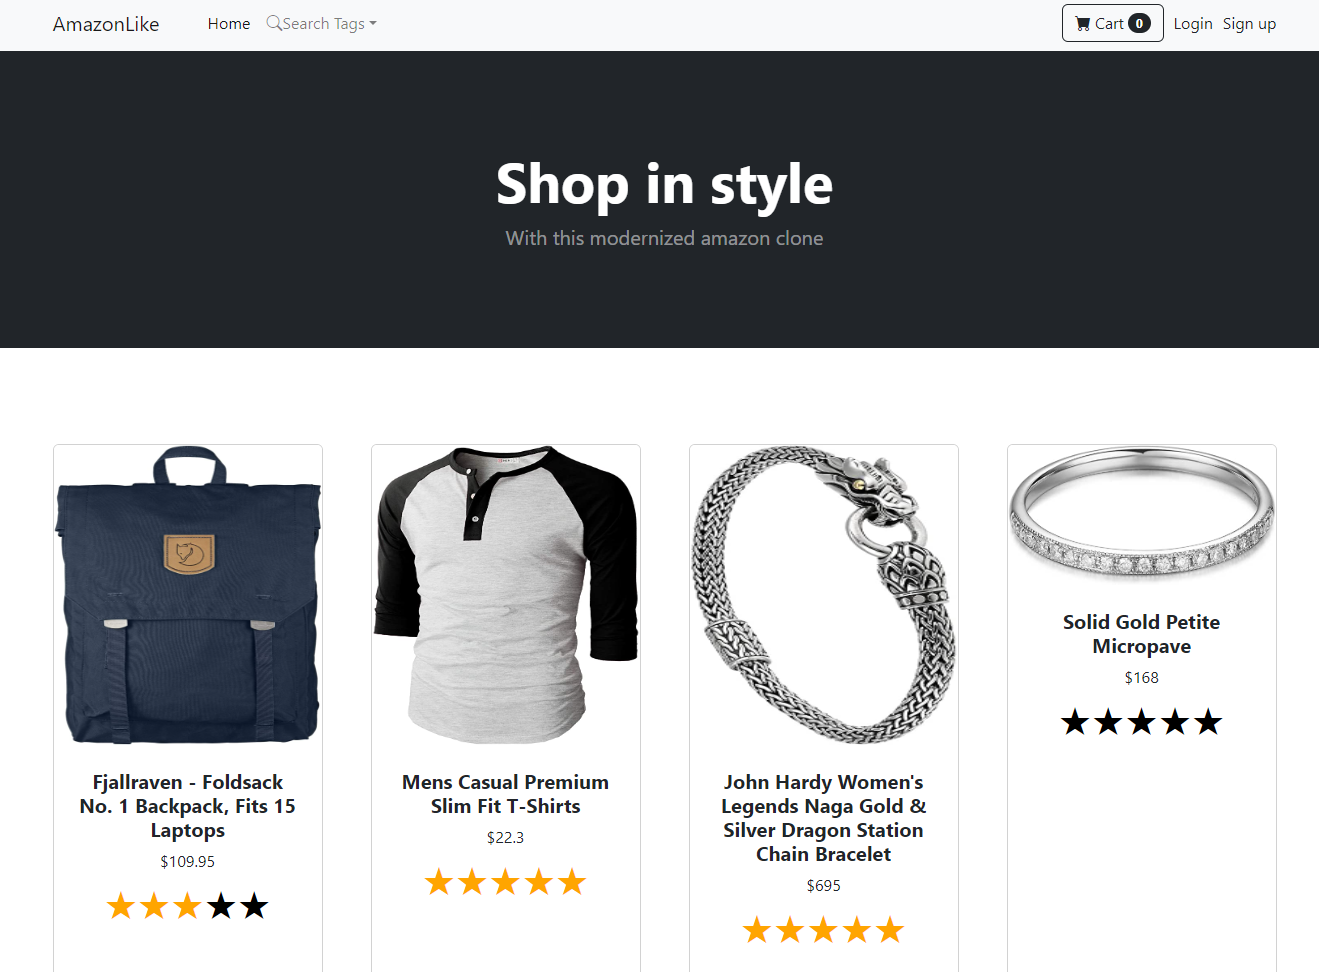 AmazonLike
Home
Search Tags
Cart 0
Login
Sign up
Shop in style
With this modernized amazon clone
Fjallraven - Foldsack
No. 1 Backpack, Fits 15
Laptops
$109.95
Mens Casual Premium
Slim Fit T-Shirts
$22.3
John Hardy Women's
Legends Naga Gold &
Silver Dragon Station
Chain Bracelet
$695
Solid Gold Petite
Micropave
$168